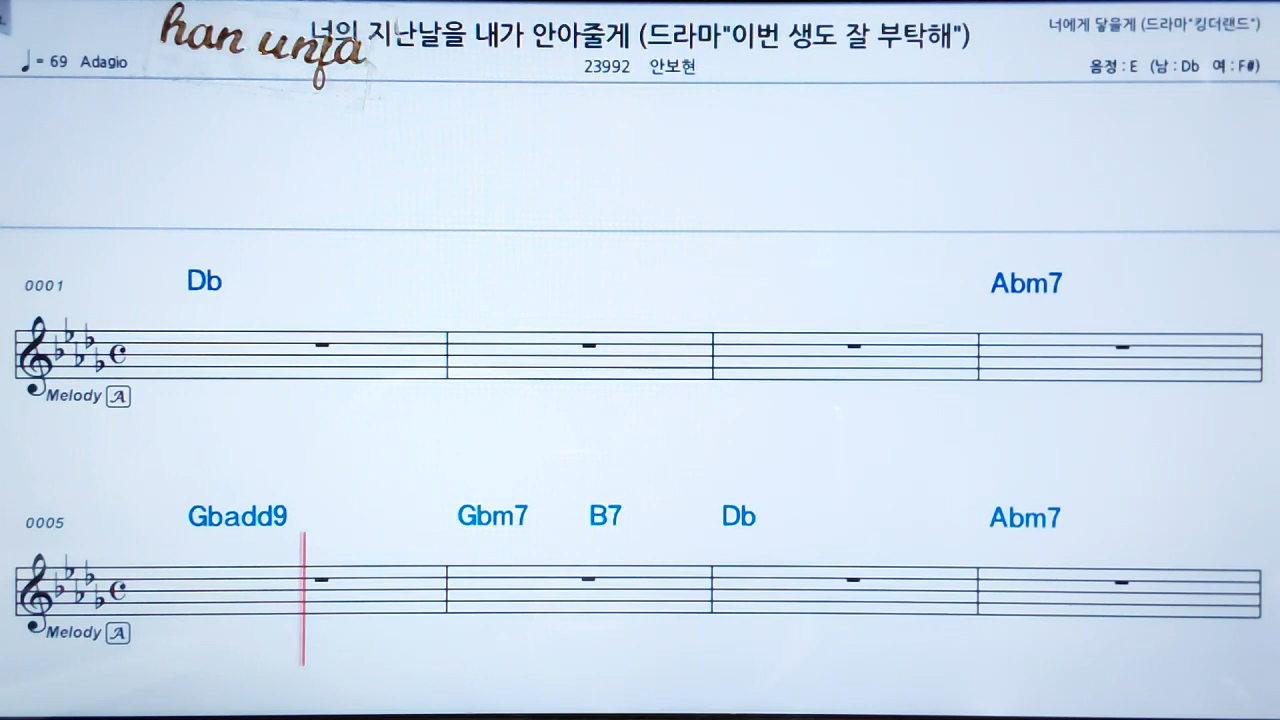 han unja
너의 지난날을 내가 안아줄게 (드라마"이번 생도 잘 부탁해")
너에게 닿을게 (드라마"킹더랜드")
♩= 69 Adagio
23992 안보현
음정 : E (남 : Db 여 : F#)
0001 Db Abm7
Melody A
0005 Gbadd9 Gbm7 B7 Db Abm7
Melody A